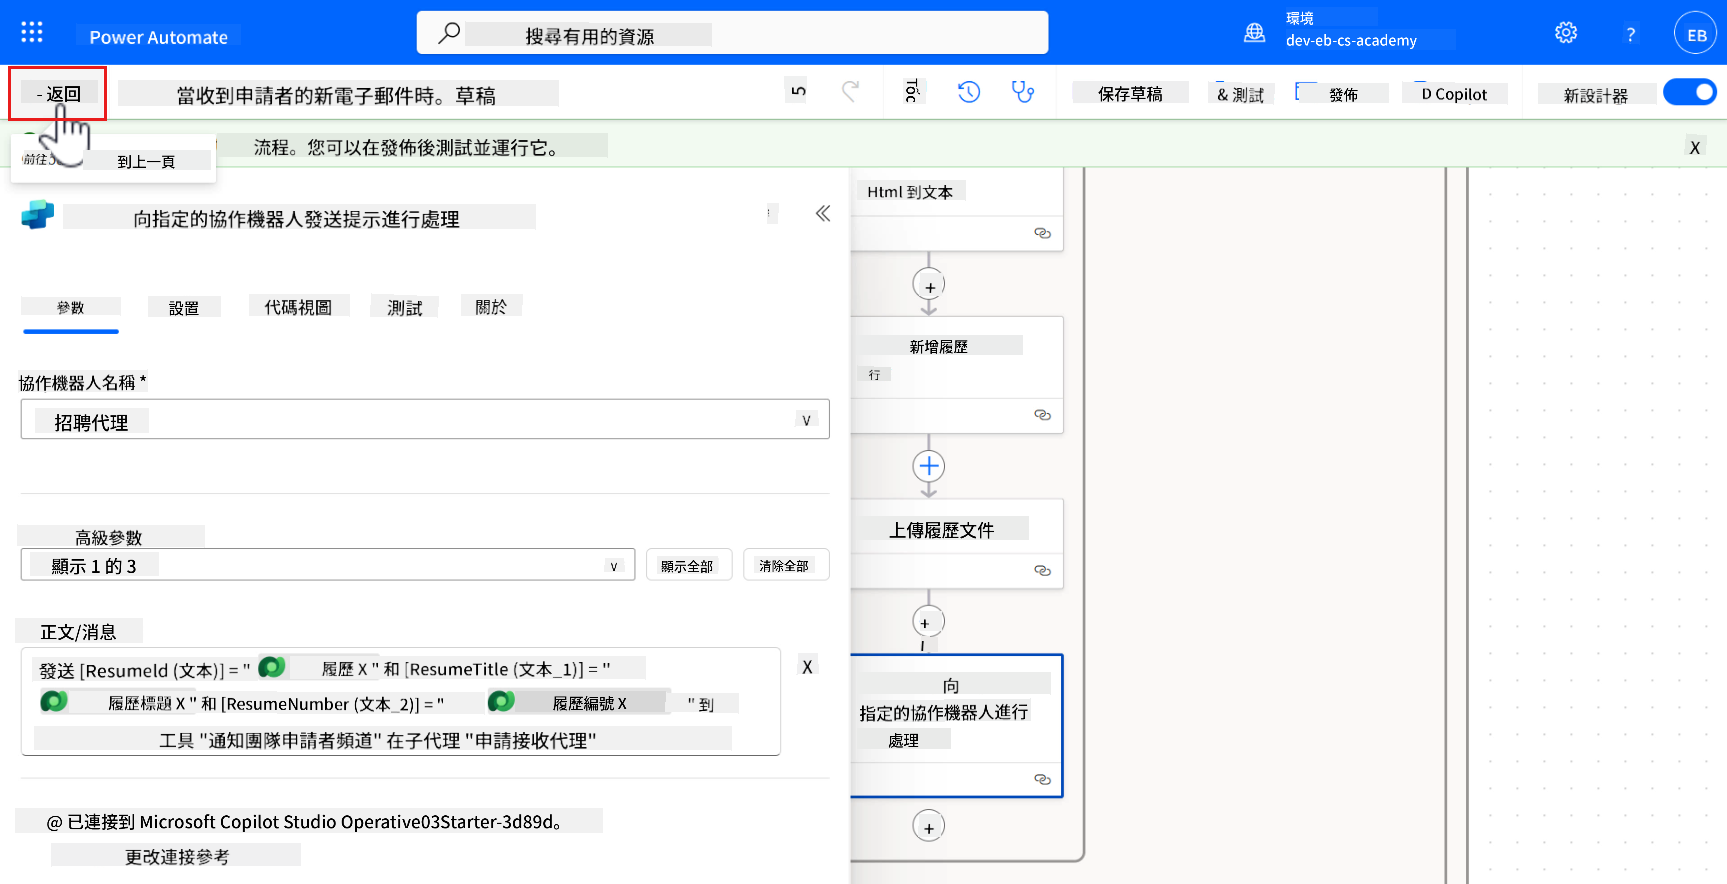 Power Automate
搜尋有用的資源
環境
dev-eb-cs-academy
?
EB
- 返回
當收到申請者的新電子郵件時。草稿
保存草稿
& 測試
發佈
D Copilot
新設計器
到上一頁
流程。您可以在發佈後測試並運行它。
X
向指定的協作機器人發送提示進行處理
參數
設置
代碼視圖
測試
關於
協作機器人名稱 *
招聘代理
高級參數
顯示 1 的 3
顯示全部
清除全部
正文/消息
發送 [ResumeId (文本)] = " 履歷 X " 和 [ResumeTitle (文本_1)] = "
履歷標題 X " 和 [ResumeNumber (文本_2)] = " 履歷編號 X " 到
工具 "通知團隊申請者頻道" 在子代理 "申請接收代理"
X
@ 已連接到 Microsoft Copilot Studio Operative03Starter-3d89d。
更改連接參考
Html 到文本
新增履歷
行
上傳履歷文件
向
指定的協作機器人進行
處理